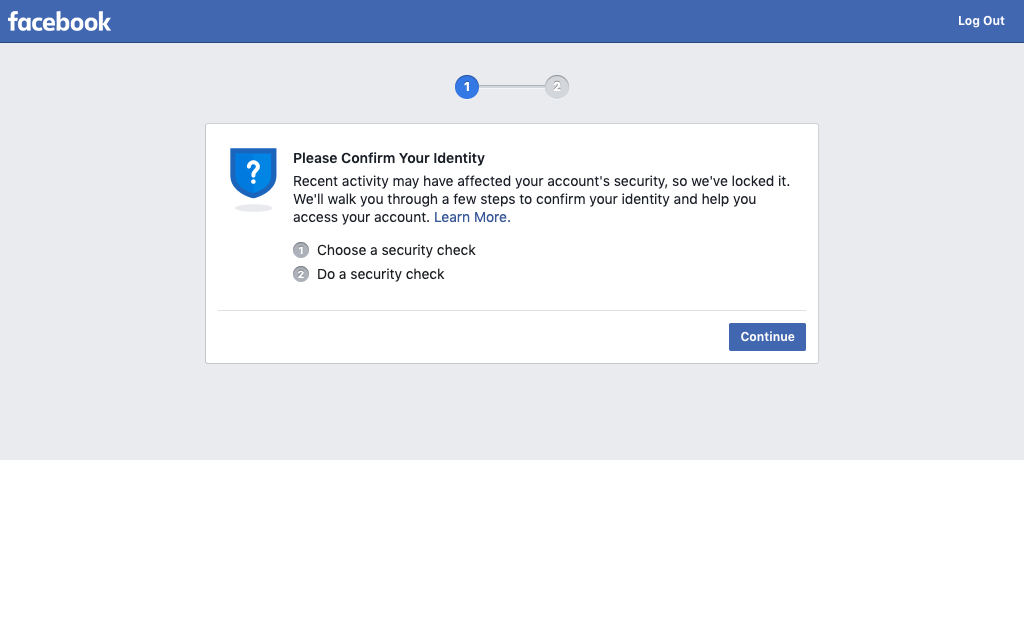 facebook
Log Out
1
2
?
Please Confirm Your Identity
Recent activity may have affected your account's security, so we've locked it.
We'll walk you through a few steps to confirm your identity and help you
access your account. Learn More.
1 Choose a security check
2 Do a security check
Continue